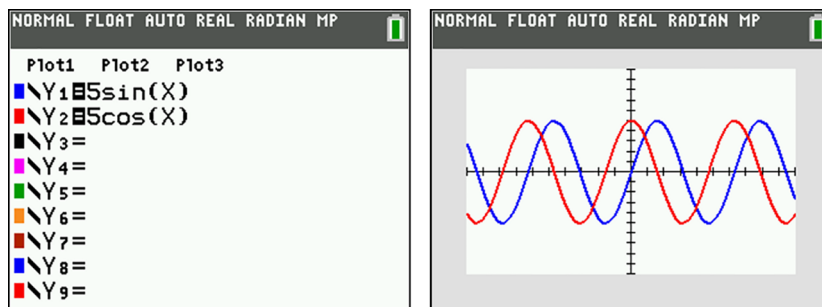 NORMAL FLOAT AUTO REAL RADIAN MP
Plot1 Plot2 Plot3
\Y1=5sin(X)
\Y2=5cos(X)
\Y3=
\Y4=
\Y5=
\Y6=
\Y7=
\Y8=
\Y9=
NORMAL FLOAT AUTO REAL RADIAN MP